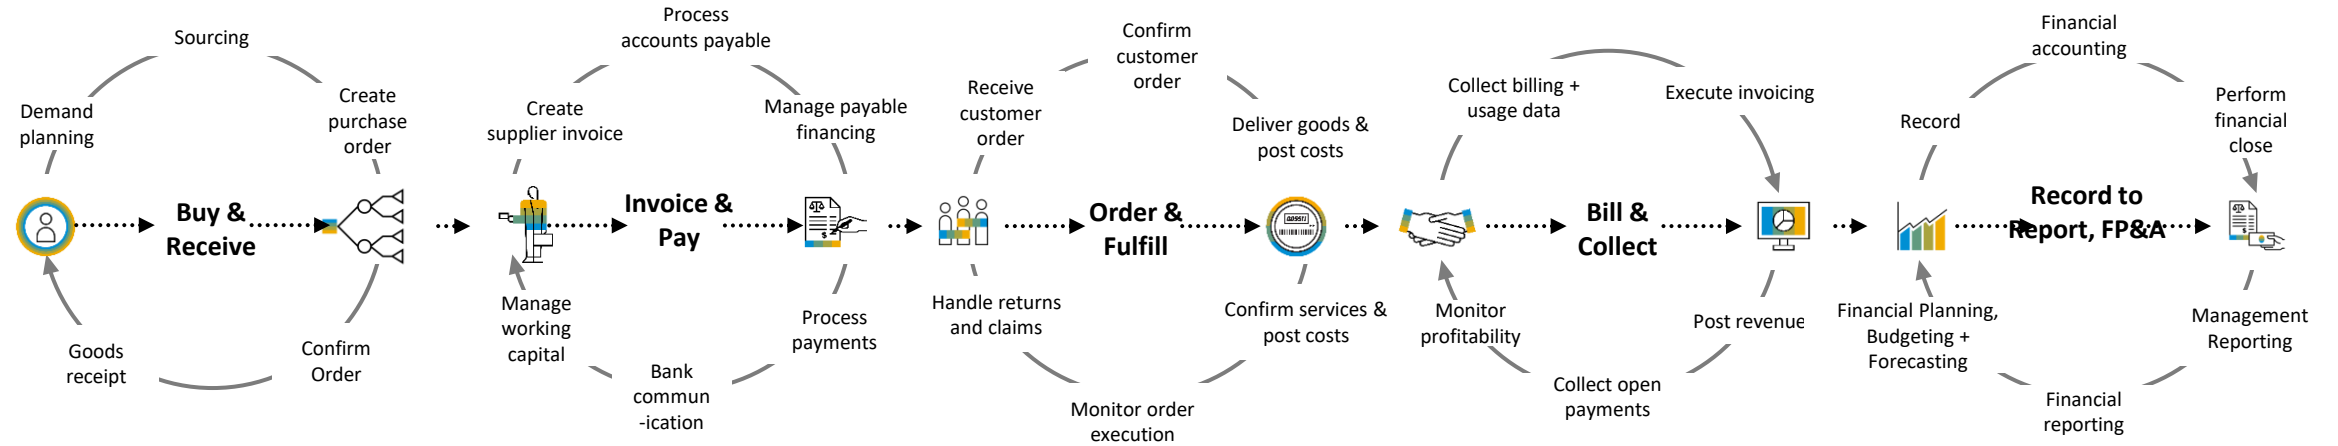 Sourcing
Demand
planning
Create
purchase
order
Buy &
Receive
Goods
receipt
Confirm
Order
Process
accounts payable
Create
supplier invoice
Manage payable
financing
Invoice &
Pay
$
Manage
working
capital
Process
payments
Bank
commun
-ication
Confirm
customer
order
Receive
customer
order
Deliver goods &
post costs
Order &
Fulfill
Handle returns
and claims
Confirm services &
post costs
Monitor order
execution
Collect billing +
usage data
Execute invoicing
Bill &
Collect
Monitor
profitability
Post revenue
Collect open
payments
Financial
accounting
Record
Perform
financial
close
Record to
Report, FP&A
$
Financial Planning,
Budgeting +
Forecasting
Management
Reporting
Financial
reporting